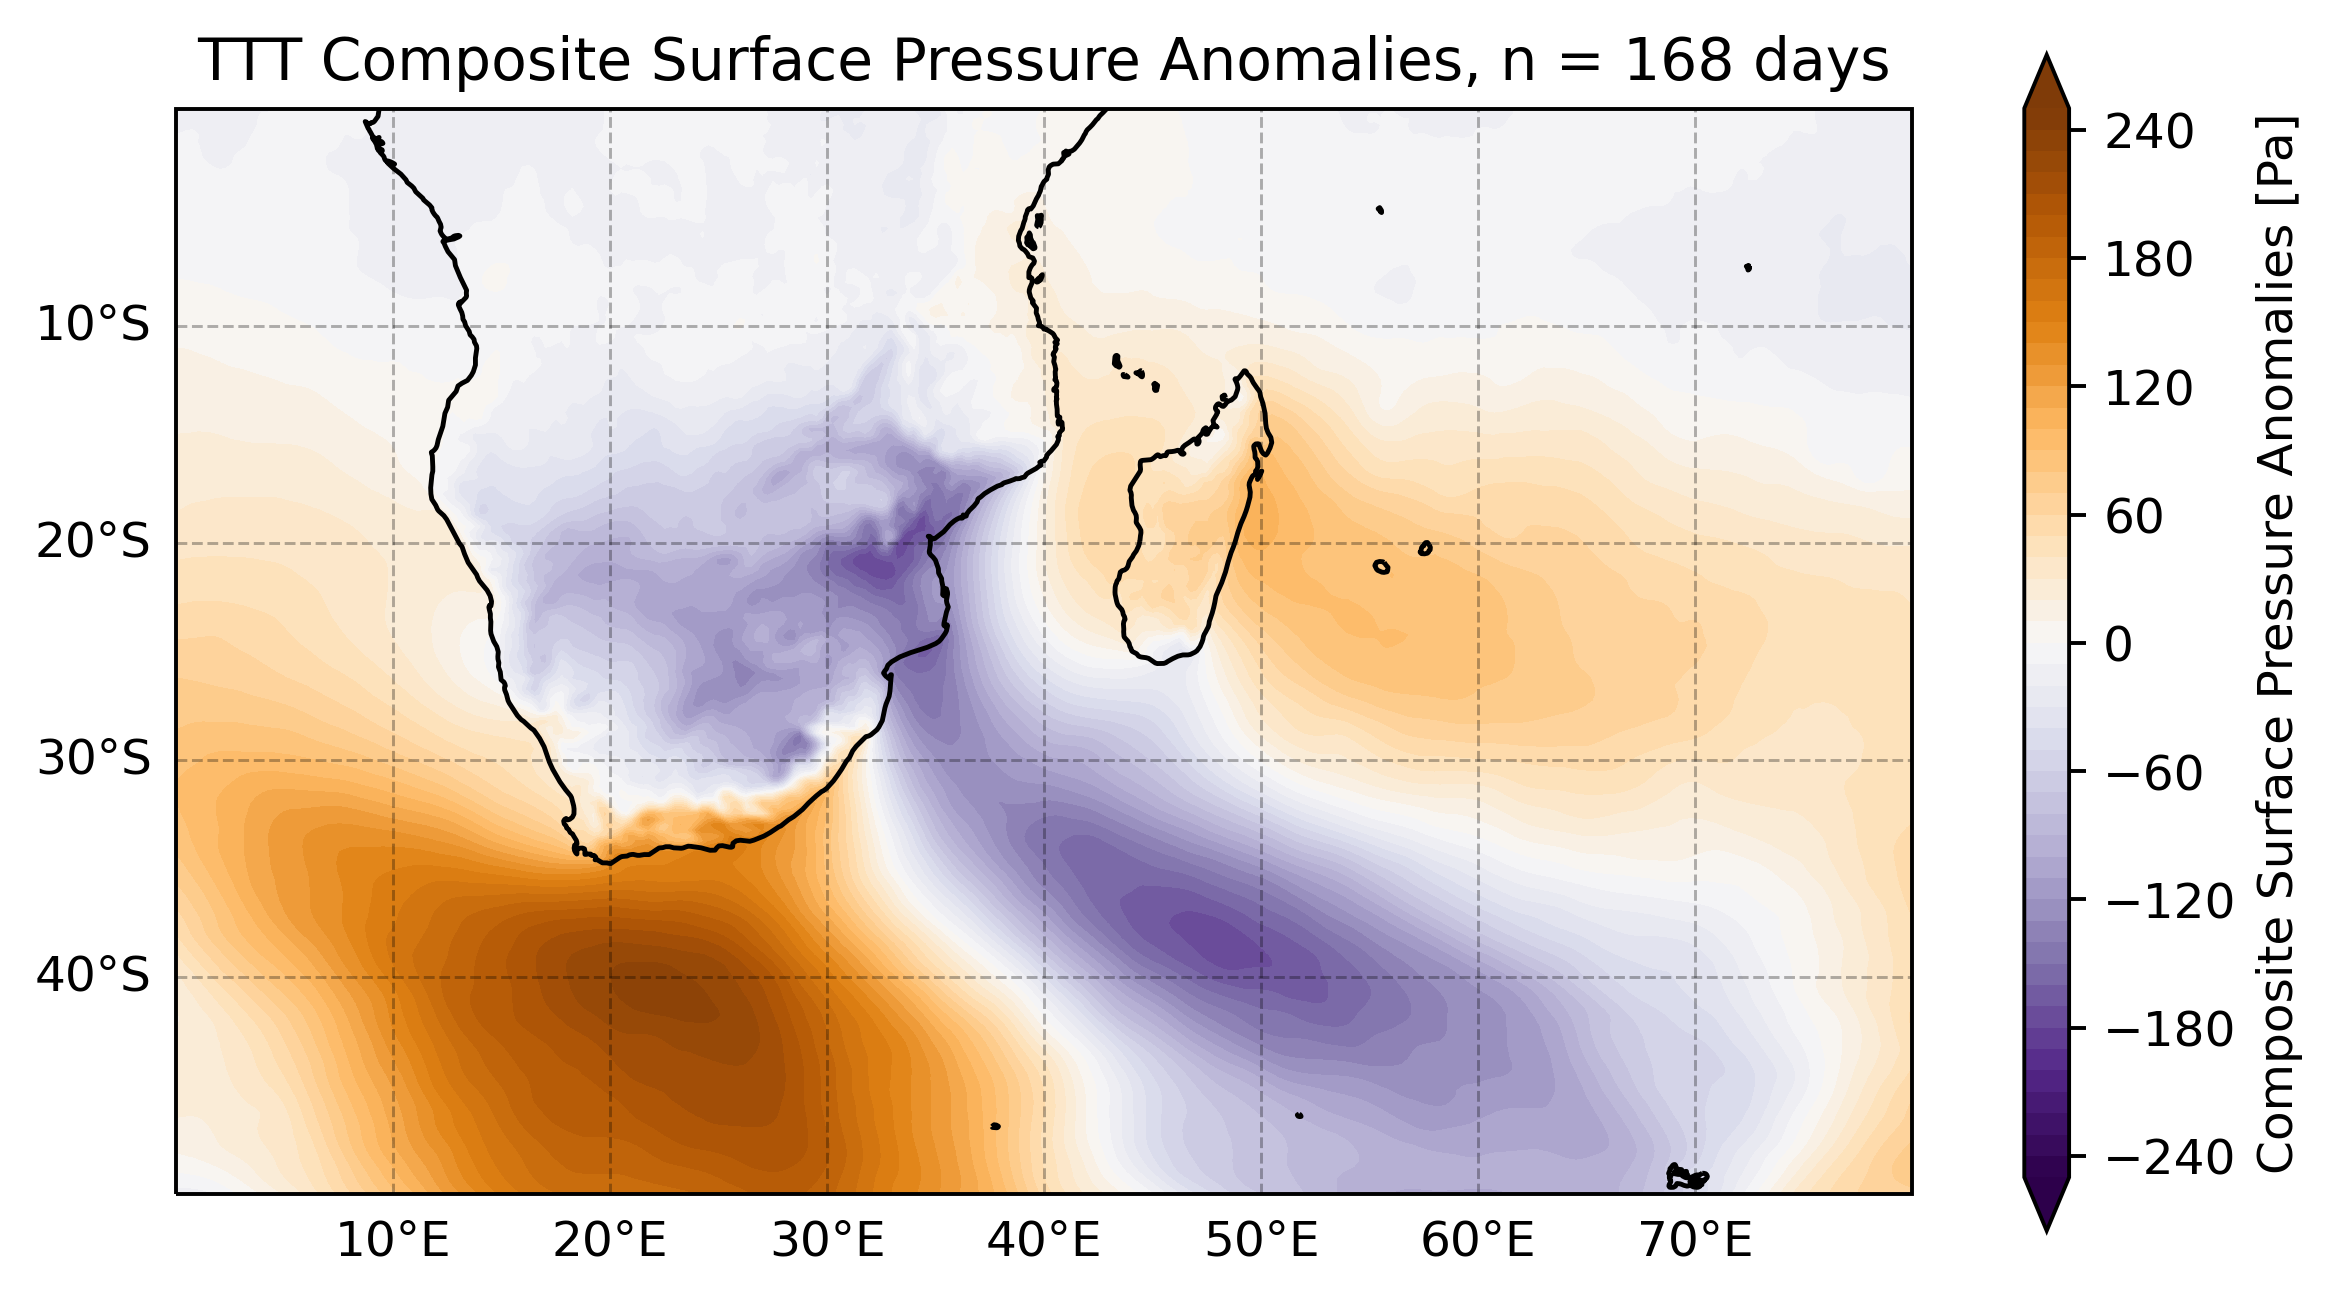 TTT Composite Surface Pressure Anomalies, n = 168 days
10°S
20°S
30°S
40°S
10°E
20°E
30°E
40°E
50°E
60°E
70°E
240
180
120
60
0
−60
−120
−180
−240
Composite Surface Pressure Anomalies [Pa]